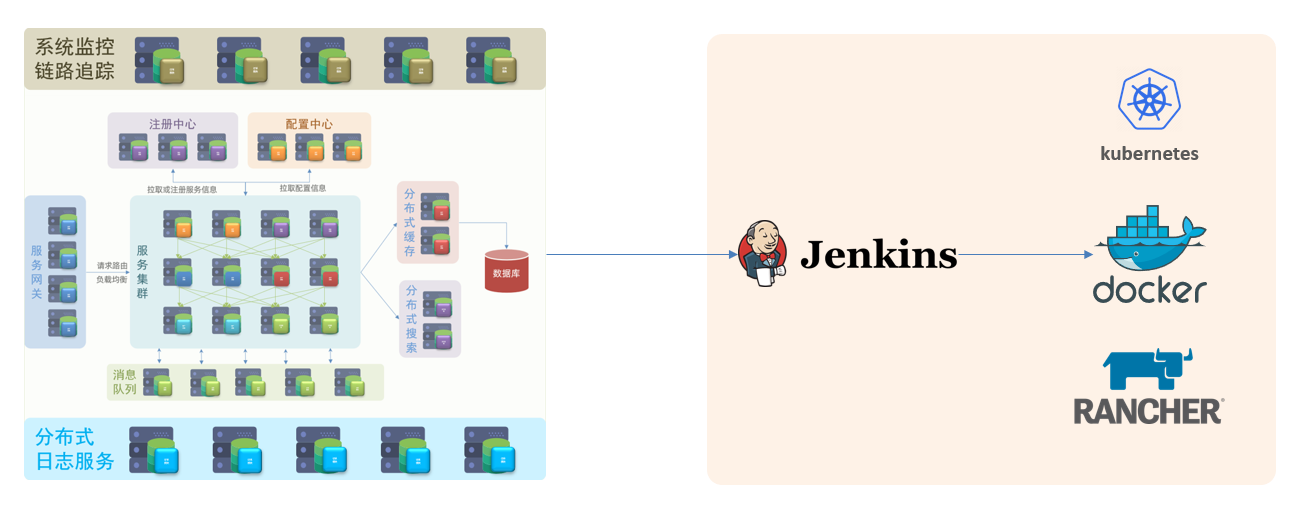 系统监控
链路追踪
注册中心
配置中心
拉取或注册服务信息
拉取配置信息
服务网关
请求路由
负载均衡
服务集群
分布式缓存
数据库
分布式搜索
消息
队列
分布式
日志服务
Jenkins
kubernetes
docker
RANCHER®